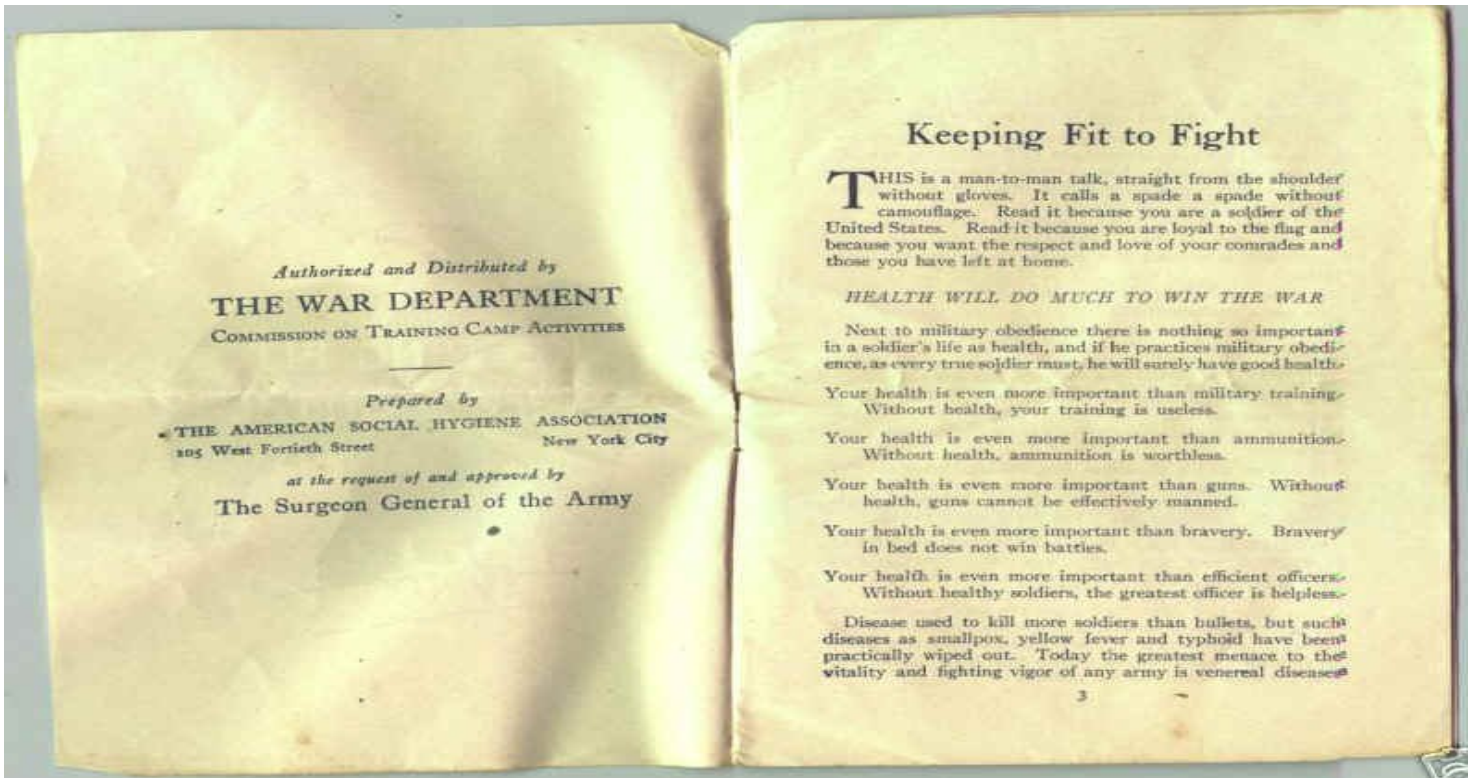 Authorized and Distributed by
THE WAR DEPARTMENT
COMMISSION ON TRAINING CAMP ACTIVITIES
Prepared by
THE AMERICAN SOCIAL HYGIENE ASSOCIATION
105 West Fortieth Street New York City
at the request of and approved by
The Surgeon General of the Army
Keeping Fit to Fight
THIS is a man-to-man talk, straight from the shoulder
without gloves. It calls a spade a spade without
camouflage. Read it because you are a soldier of the
United States. Read it because you are loyal to the flag and
because you want the respect and love of your comrades and
those you have left at home.
HEALTH WILL DO MUCH TO WIN THE WAR
Next to military obedience there is nothing so important
in a soldier's life as health, and if he practices military obedi-
ence, as every true soldier must, he will surely have good health.
Your health is even more important than military training.
Without health, your training is useless.
Your health is even more important than ammunition.
Without health, ammunition is worthless.
Your health is even more important than guns. Without
health, guns cannot be effectively manned.
Your health is even more important than bravery. Bravery
in bed does not win battles.
Your health is even more important than efficient officers.
Without healthy soldiers, the greatest officer is helpless.
Disease used to kill more soldiers than bullets, but such
diseases as smallpox, yellow fever and typhoid have been
practically wiped out. Today the greatest menace to the
vitality and fighting vigor of any army is venereal diseases
3